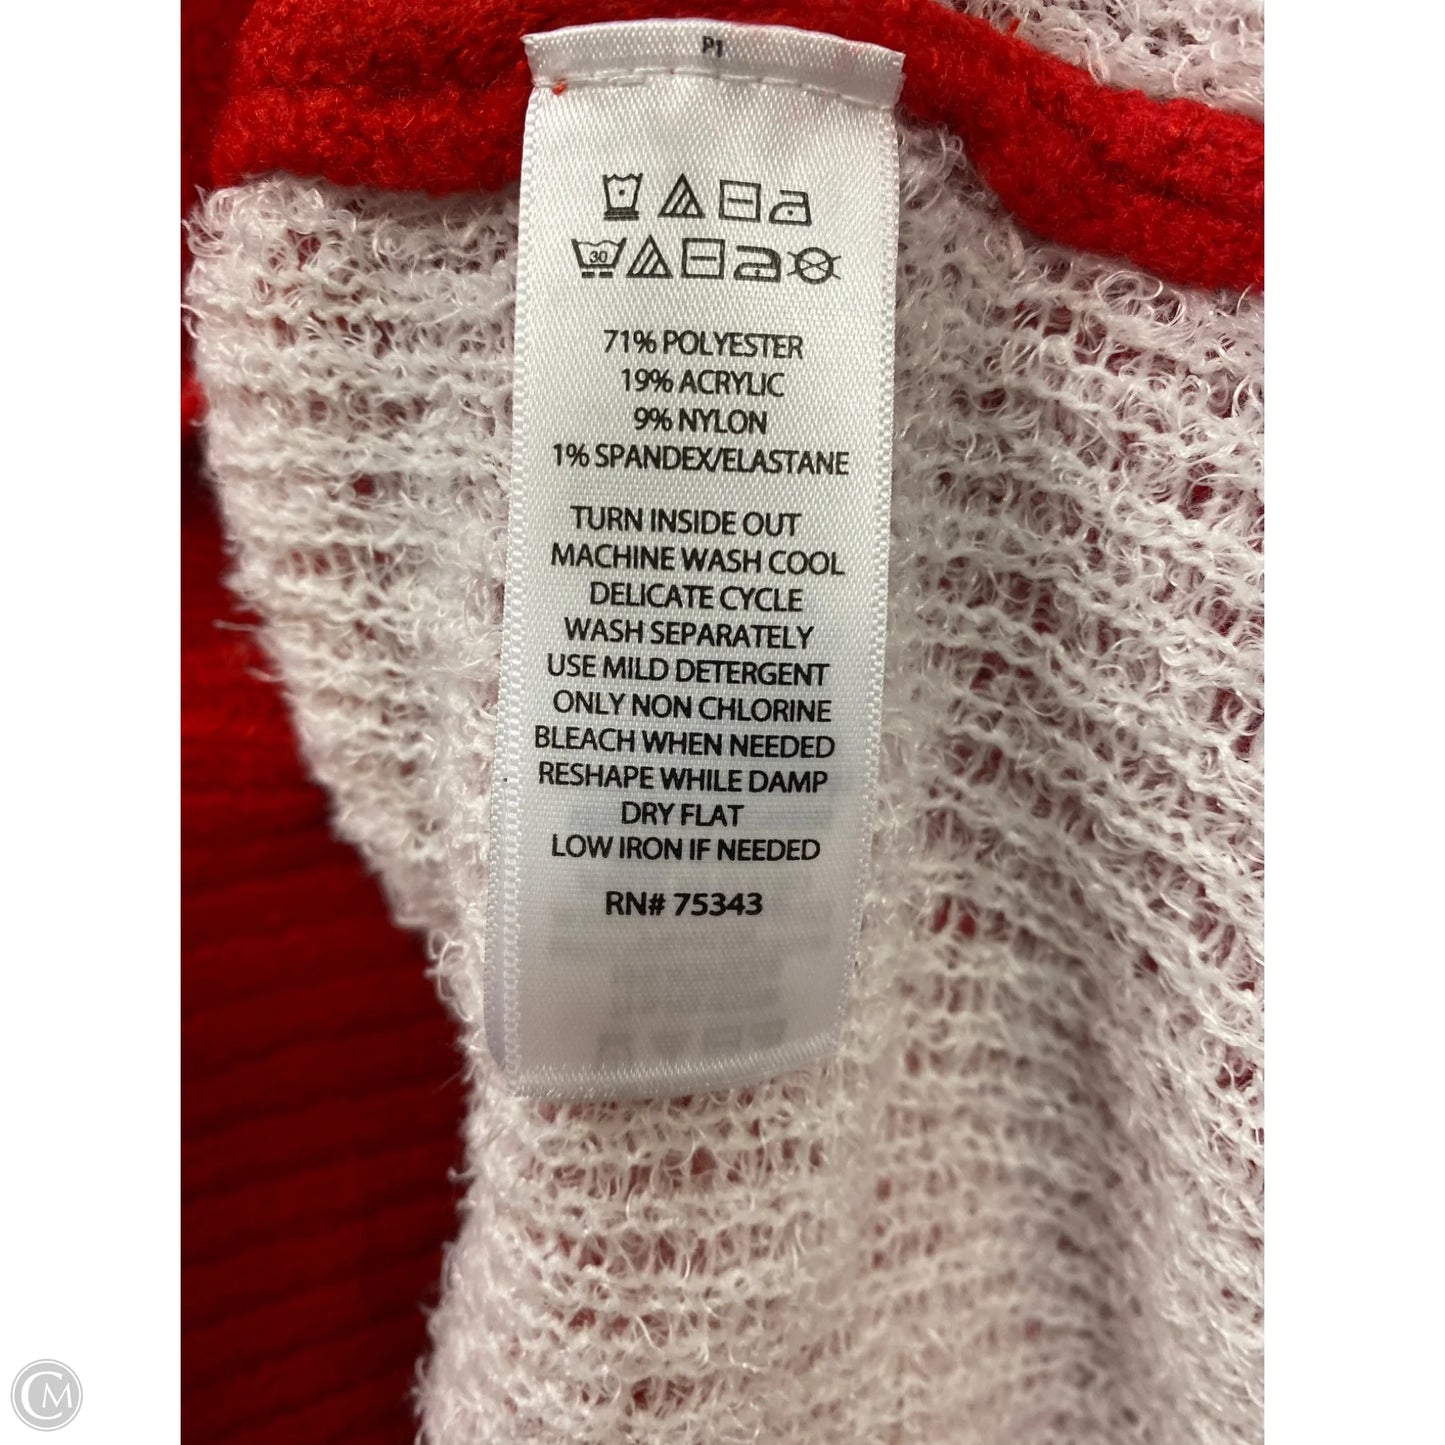 P1
30
71% POLYESTER
19% ACRYLIC
9% NYLON
1% SPANDEX/ELASTANE
TURN INSIDE OUT
MACHINE WASH COOL
DELICATE CYCLE
WASH SEPARATELY
USE MILD DETERGENT
ONLY NON CHLORINE
BLEACH WHEN NEEDED
RESHAPE WHILE DAMP
DRY FLAT
LOW IRON IF NEEDED
RN# 75343
CM